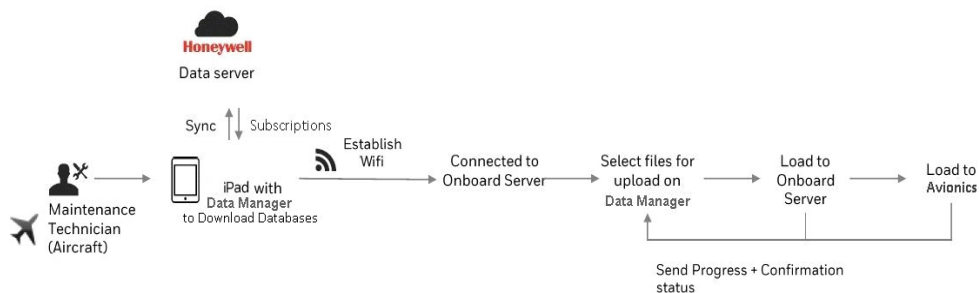 Honeywell
Data server
Sync
Subscriptions
Establish
Wifi
Maintenance
Technician
(Aircraft)
iPad with
Data Manager
to Download Databases
Connected to
Onboard Server
Select files for
upload on
Data Manager
Load to
Onboard
Server
Load to
Avionics
Send Progress + Confirmation
status